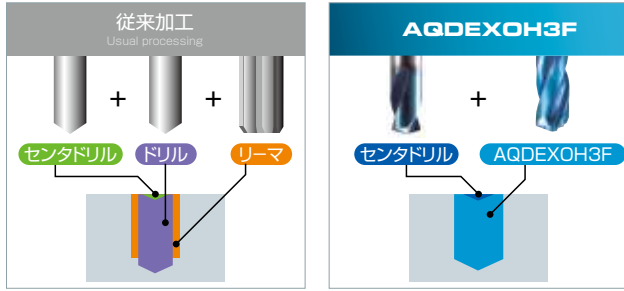 従来加工
Usual processing
+ +
センタドリル ドリル リーマ
AQDEXOH3F
+
センタドリル AQDEXOH3F